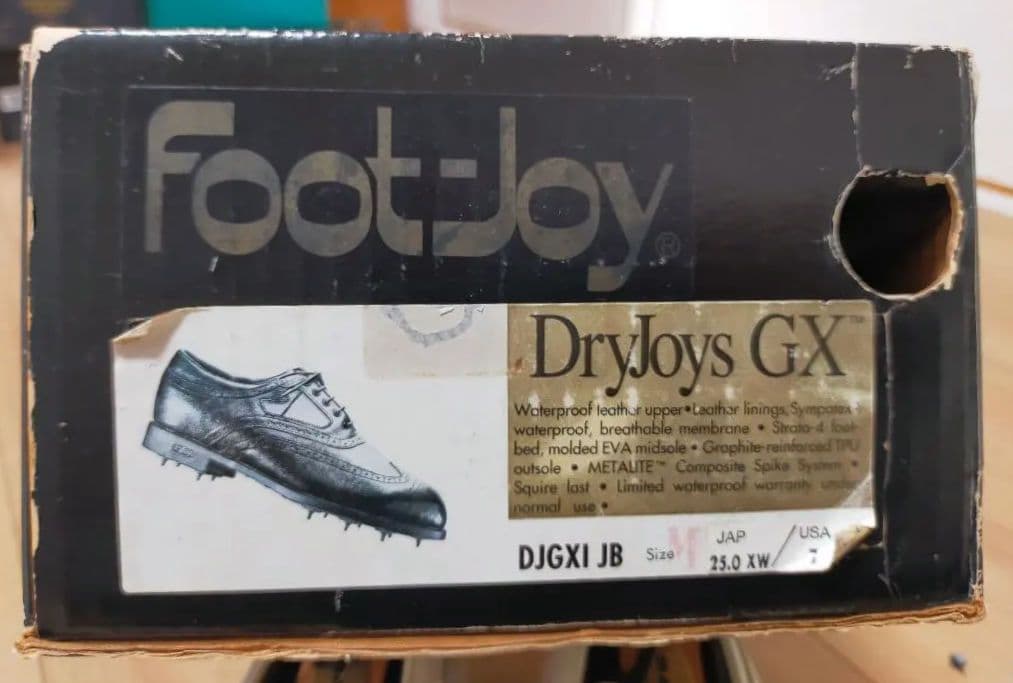 FootJoy®
DryJoys GX™
Waterproof leather upper • Leather linings, Sympatex
waterproof, breathable membrane • Strata-4 foot-
bed, molded EVA midsole • Graphite-reinforced TPU
outsole • METALITE™ Composite Spike System •
Squire last • Limited waterproof warranty under
normal use •
DJGXI JB Size M JAP / USA
25.0 XW 7